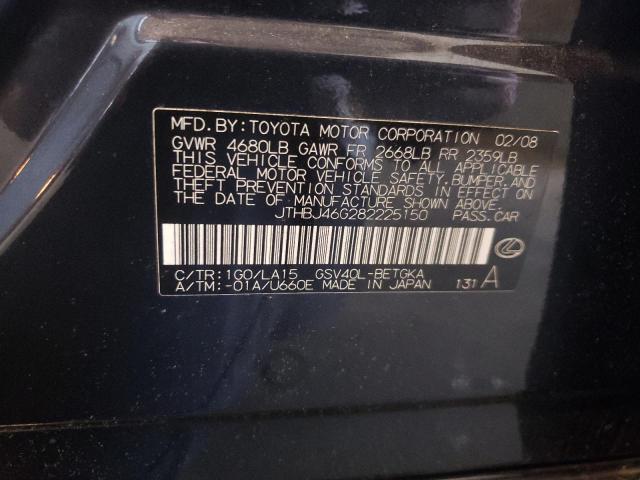 MFD. BY: TOYOTA MOTOR CORPORATION 02/08
GVWR 4680LB GAWR FR 2668LB RR 2359LB
THIS VEHICLE CONFORMS TO ALL APPLICABLE
FEDERAL MOTOR VEHICLE SAFETY, BUMPER, AND
THEFT PREVENTION STANDARDS IN EFFECT ON
THE DATE OF MANUFACTURE SHOWN ABOVE.
JTHBJ46G282225150 PASS. CAR
C/TR: 1G0/LA15 GSV40L-BETGKA
A/TM: -01A/U660E MADE IN JAPAN 131 A